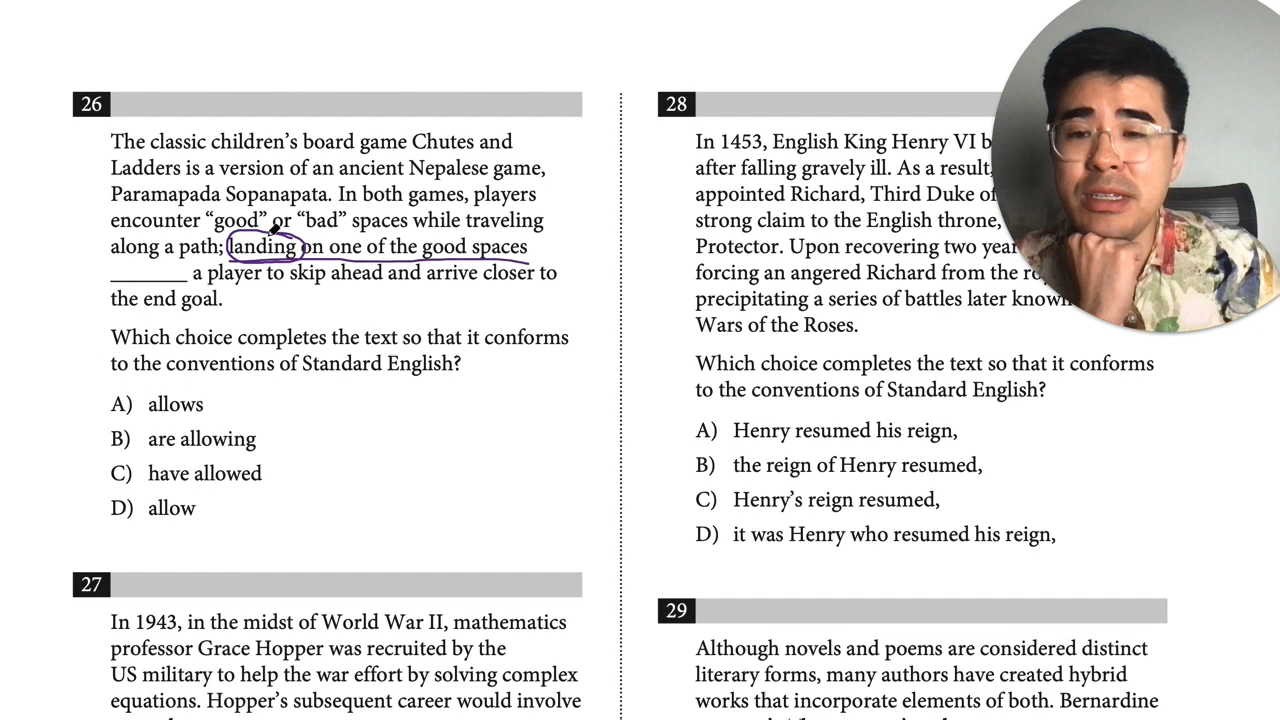 26
The classic children’s board game Chutes and
Ladders is a version of an ancient Nepalese game,
Paramapada Sopanapata. In both games, players
encounter “good” or “bad” spaces while traveling
along a path; landing on one of the good spaces
________ a player to skip ahead and arrive closer to
the end goal.
Which choice completes the text so that it conforms
to the conventions of Standard English?
A) allows
B) are allowing
C) have allowed
D) allow
27
In 1943, in the midst of World War II, mathematics
professor Grace Hopper was recruited by the
US military to help the war effort by solving complex
equations. Hopper’s subsequent career would involve
28
In 1453, English King Henry VI
after falling gravely ill. As a result,
appointed Richard, Third Duke of
strong claim to the English throne,
Protector. Upon recovering two
forcing an angered Richard from the
precipitating a series of battles later
Wars of the Roses.
Which choice completes the text so that it conforms
to the conventions of Standard English?
A) Henry resumed his reign,
B) the reign of Henry resumed,
C) Henry’s reign resumed,
D) it was Henry who resumed his reign,
29
Although novels and poems are considered distinct
literary forms, many authors have created hybrid
works that incorporate elements of both. Bernardine